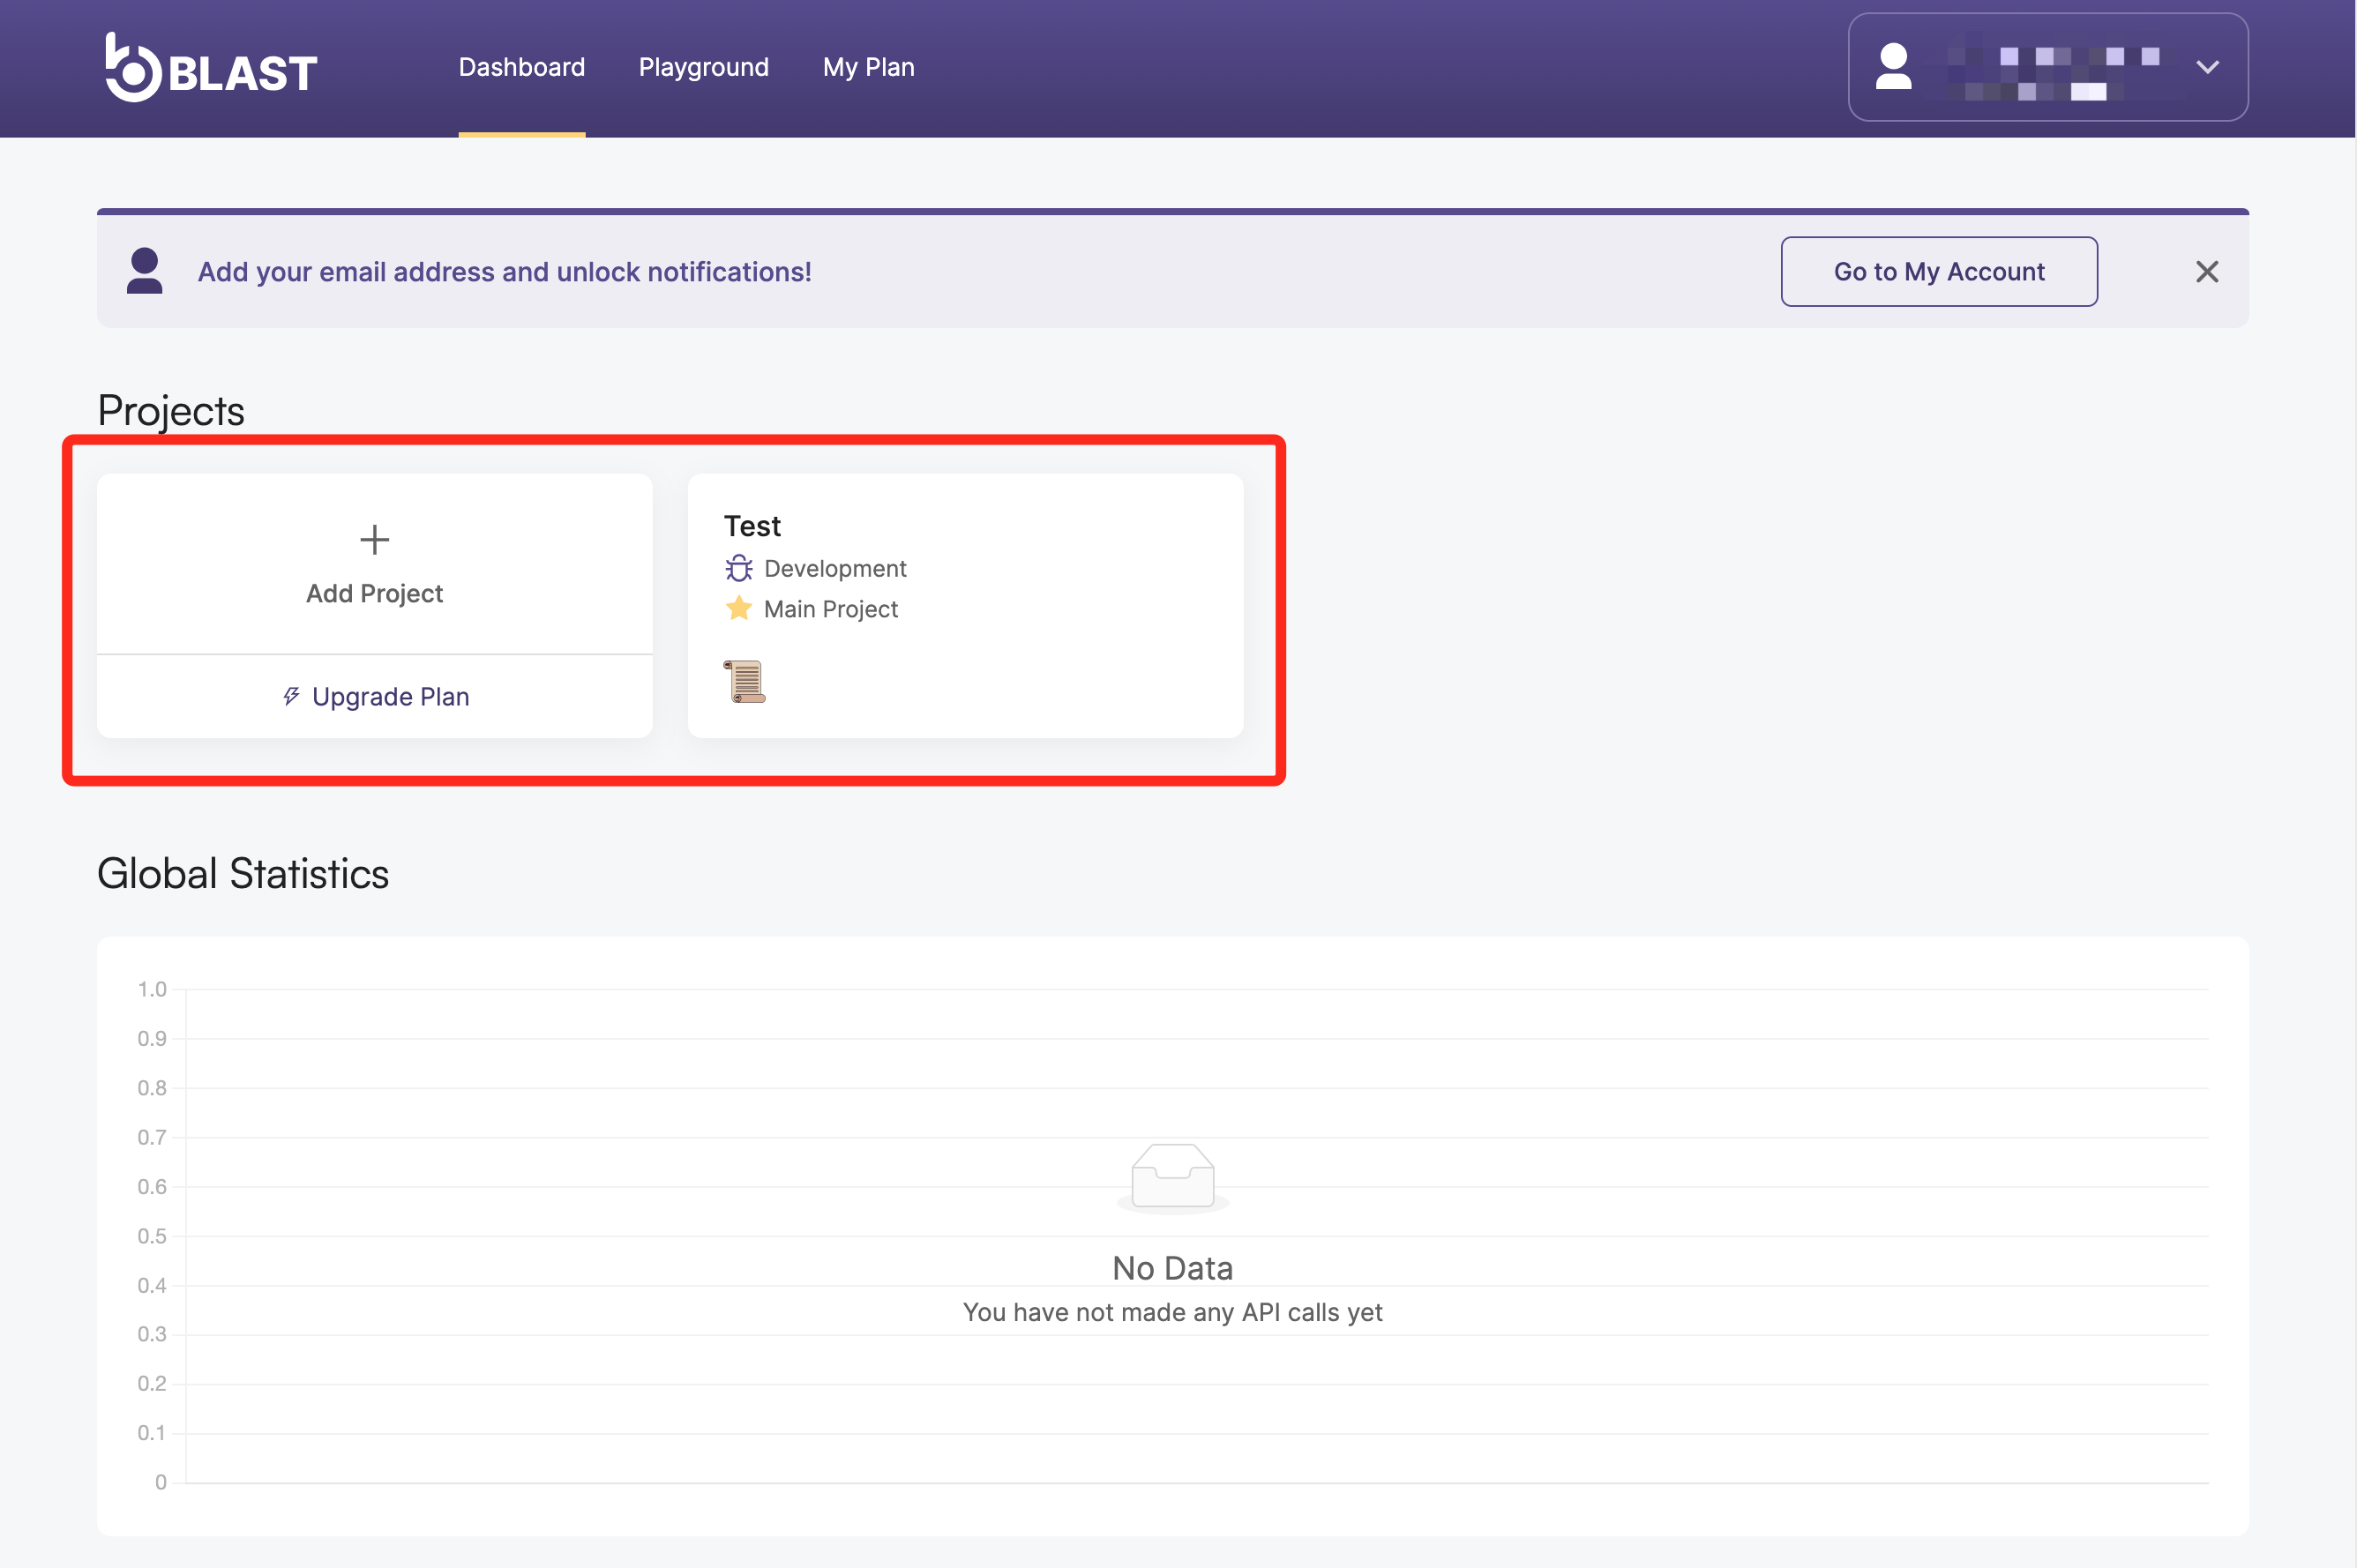 BLAST
Dashboard
Playground
My Plan
Add your email address and unlock notifications!
Go to My Account
Projects
Add Project
Upgrade Plan
Test
Development
Main Project
Global Statistics
1.0
0.9
0.8
0.7
0.6
0.5
0.4
0.3
0.2
0.1
0
No Data
You have not made any API calls yet